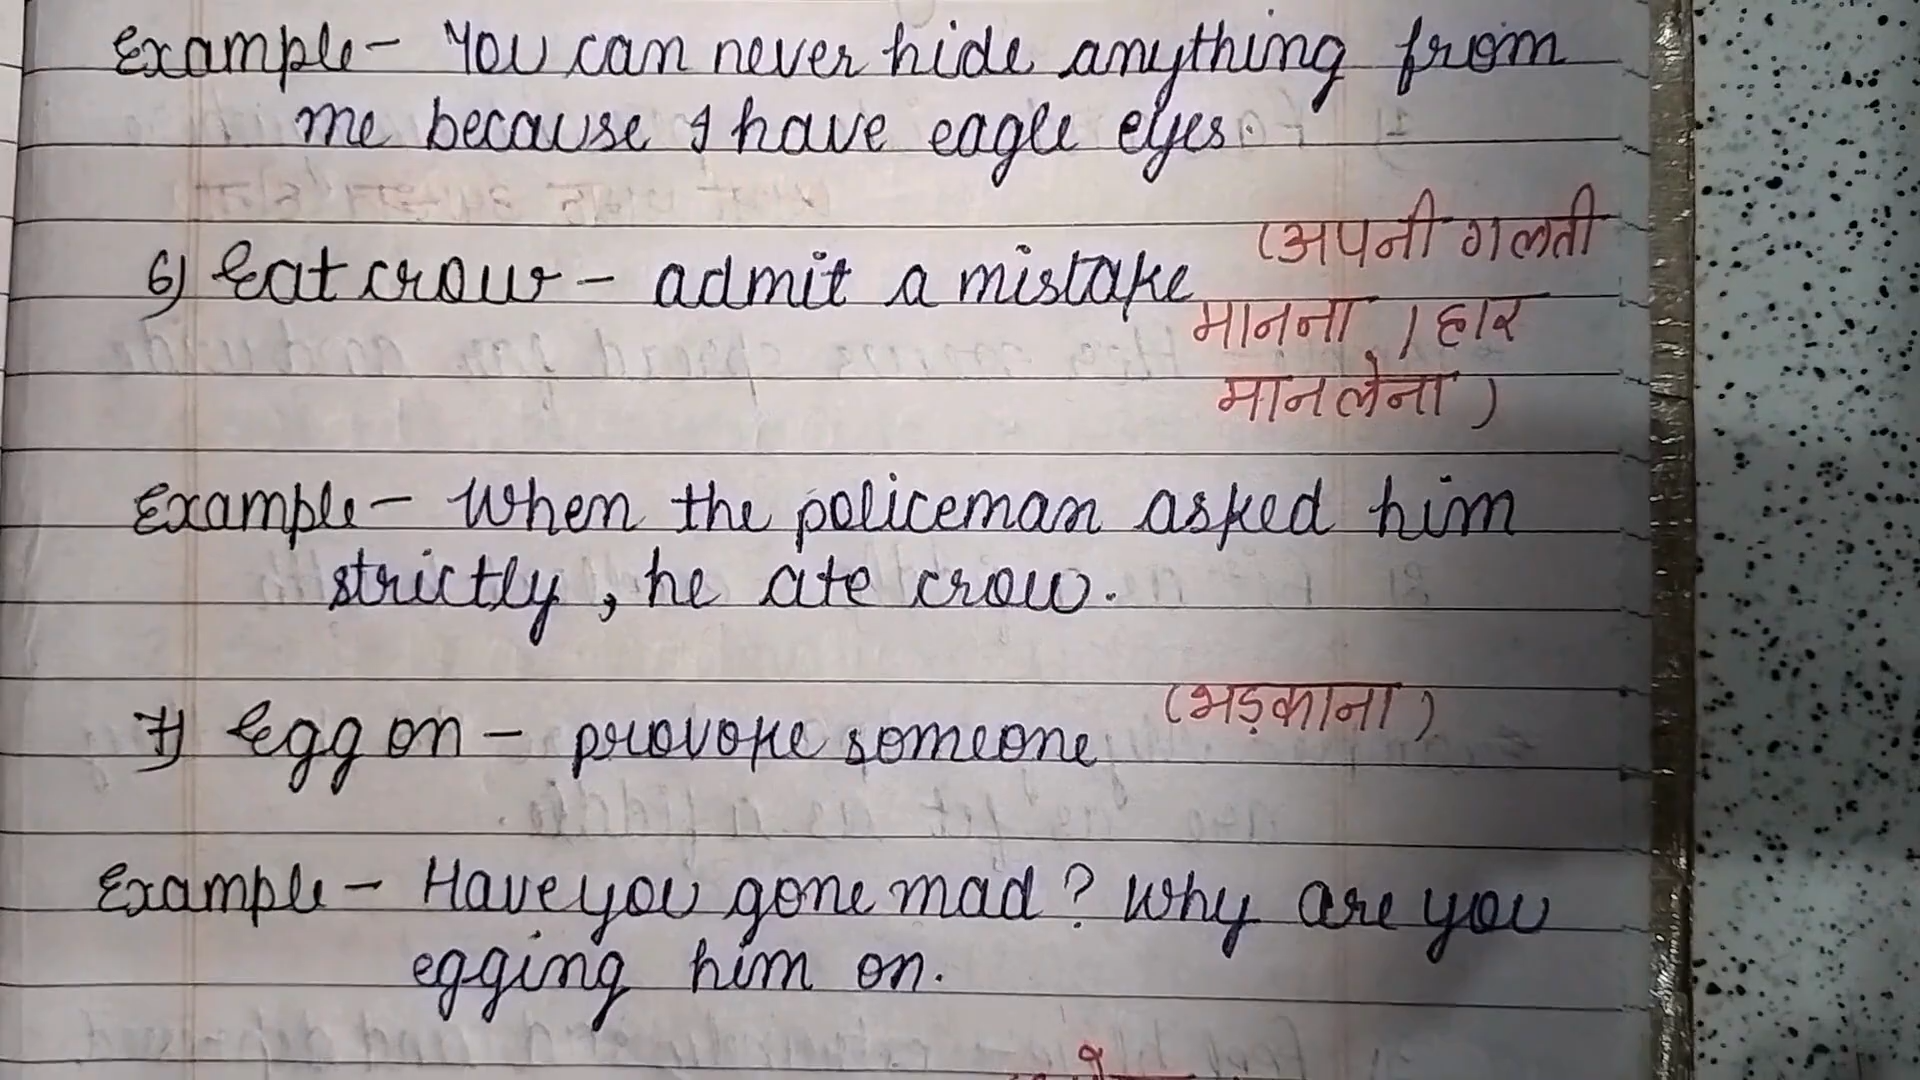 Example - You can never hide anything from
me because I have eagle eyes.
6) Eat crow - admit a mistake (अपनी गलती
मानना / हार
मान लेना)
Example - When the policeman asked him
strictly, he ate crow.
7) Egg on - provoke someone (भड़काना)
Example - Have you gone mad? Why are you
egging him on.